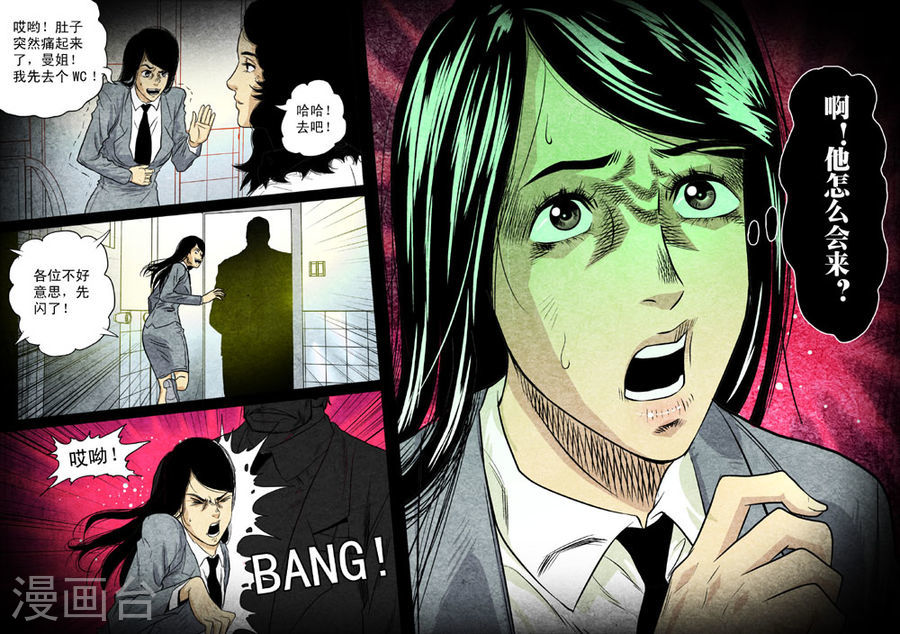 哎哟！肚子
突然痛起来
了，曼姐！
我先去个WC！
哈哈！
去吧！
各位不好
意思，先
闪了！
哎呦！
BANG！
啊！他怎么会来？
漫画台